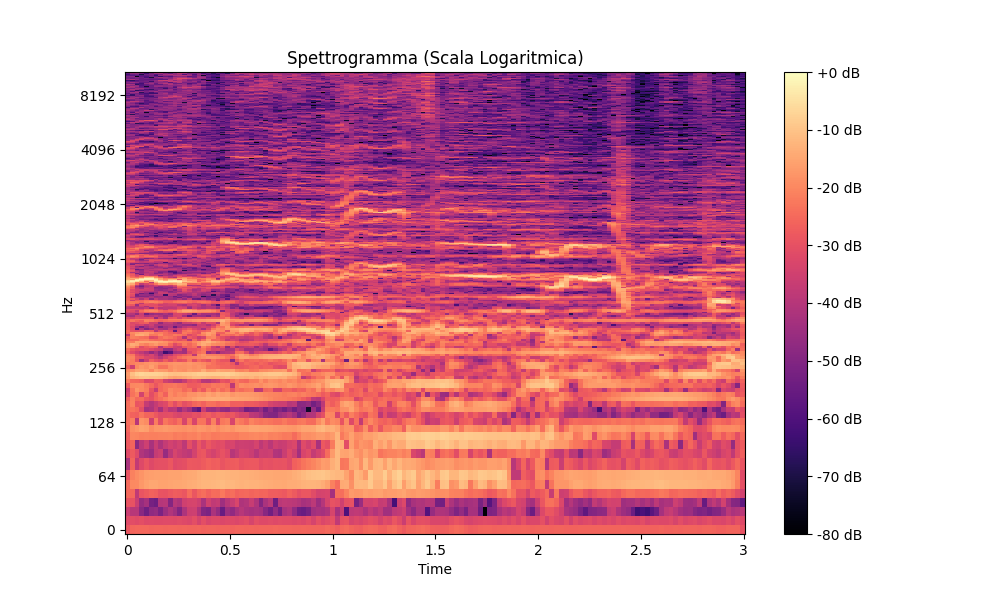 Spettrogramma (Scala Logaritmica)
Hz
8192
4096
2048
1024
512
256
128
64
0
0
0.5
1
1.5
2
2.5
3
Time
+0 dB
-10 dB
-20 dB
-30 dB
-40 dB
-50 dB
-60 dB
-70 dB
-80 dB